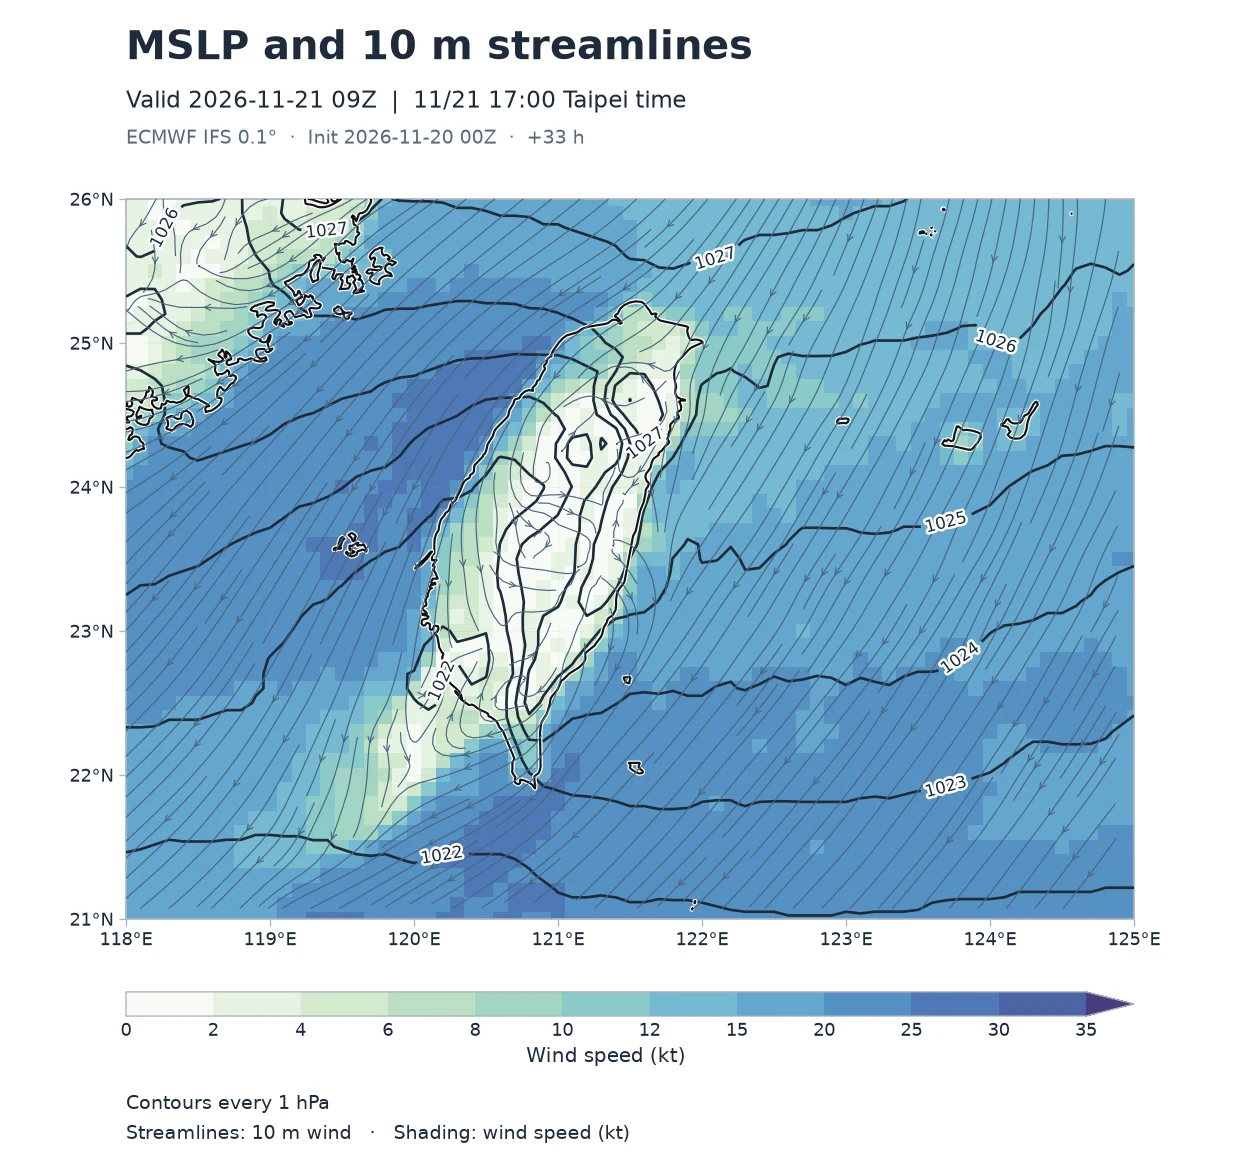 MSLP and 10 m streamlines
Valid 2026-11-21 09Z | 11/21 17:00 Taipei time
ECMWF IFS 0.1° · Init 2026-11-20 00Z · +33 h
26°N
25°N
24°N
23°N
22°N
21°N
1026
1027
1027
1026
1027
1025
1024
1022
1023
1022
118°E 119°E 120°E 121°E 122°E 123°E 124°E 125°E
0 2 4 6 8 10 12 15 20 25 30 35
Wind speed (kt)
Contours every 1 hPa
Streamlines: 10 m wind · Shading: wind speed (kt)